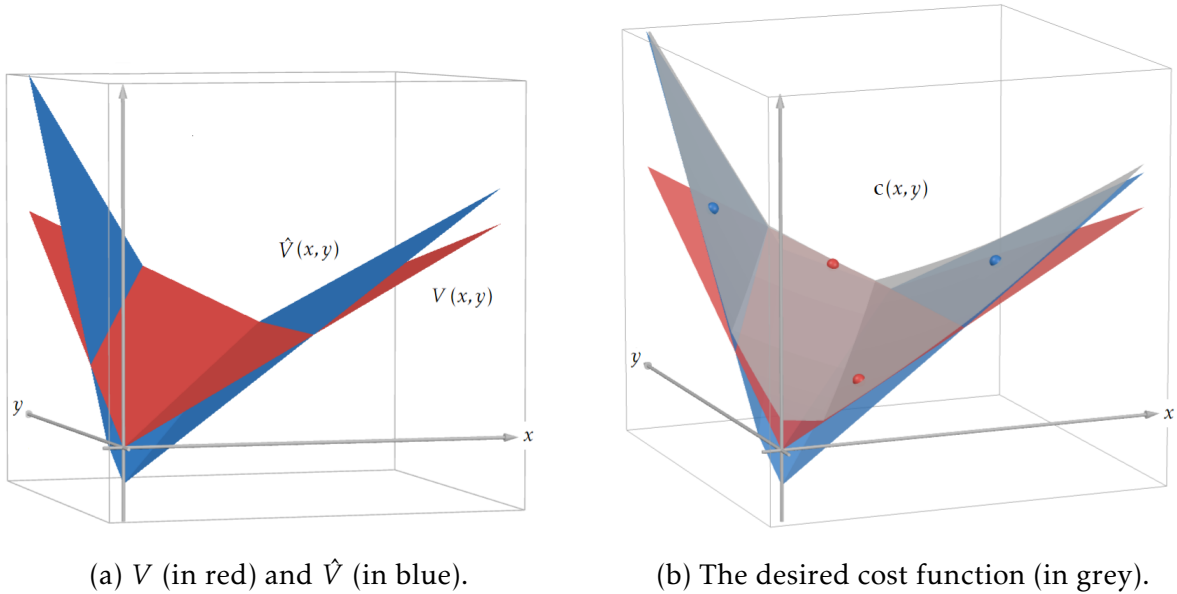 V̂(x,y)
V(x,y)
y
x
c(x,y)
y
x
(a) V (in red) and V̂ (in blue).
(b) The desired cost function (in grey).